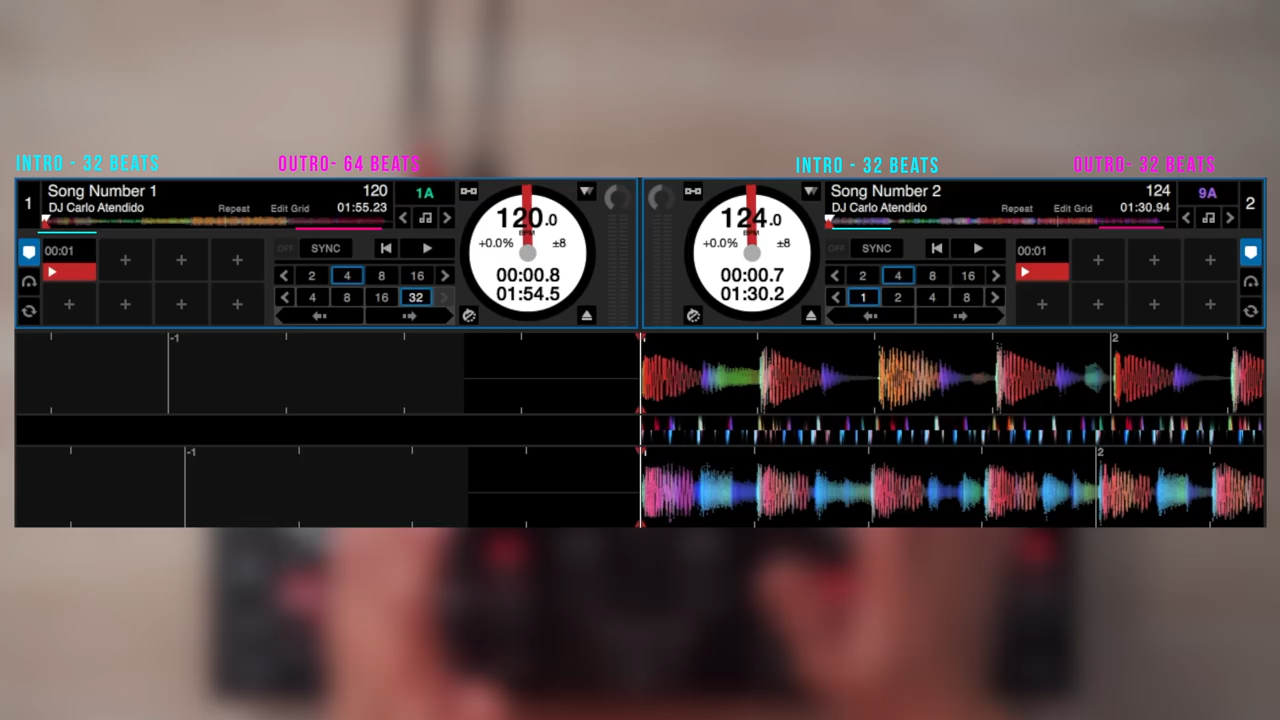 INTRO - 32 BEATS
OUTRO- 64 BEATS
INTRO - 32 BEATS
OUTRO- 32 BEATS
1
Song Number 1
120
1A
DJ Carlo Atendido
Repeat
Edit Grid
01:55.23
00:01
OFF
SYNC
2 4 8 16
4 8 16 32
120.0
BPM
+0.0%
±8
00:00.8
01:54.5
124.0
BPM
+0.0%
±8
00:00.7
01:30.2
Song Number 2
124
9A
2
DJ Carlo Atendido
Repeat
Edit Grid
01:30.94
OFF
SYNC
2 4 8 16
1 2 4 8
00:01
-1
2
-1
2